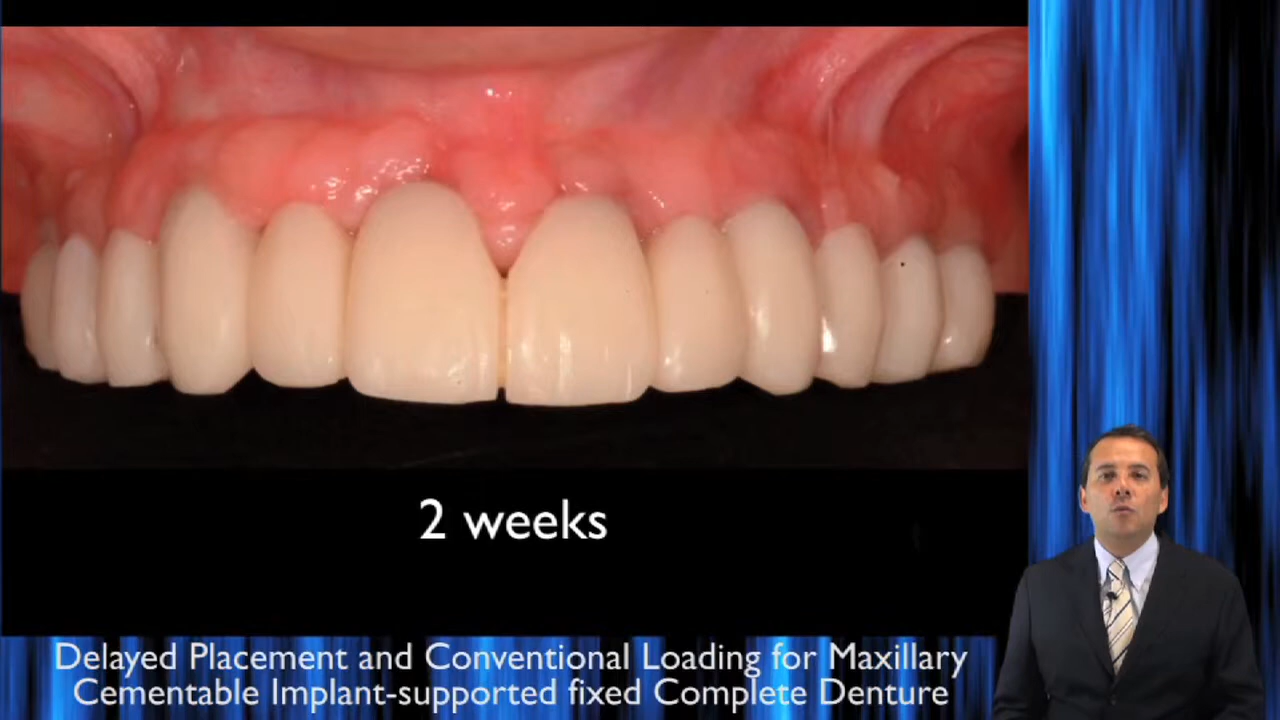 2 weeks
Delayed Placement and Conventional Loading for Maxillary
Cementable Implant-supported fixed Complete Denture